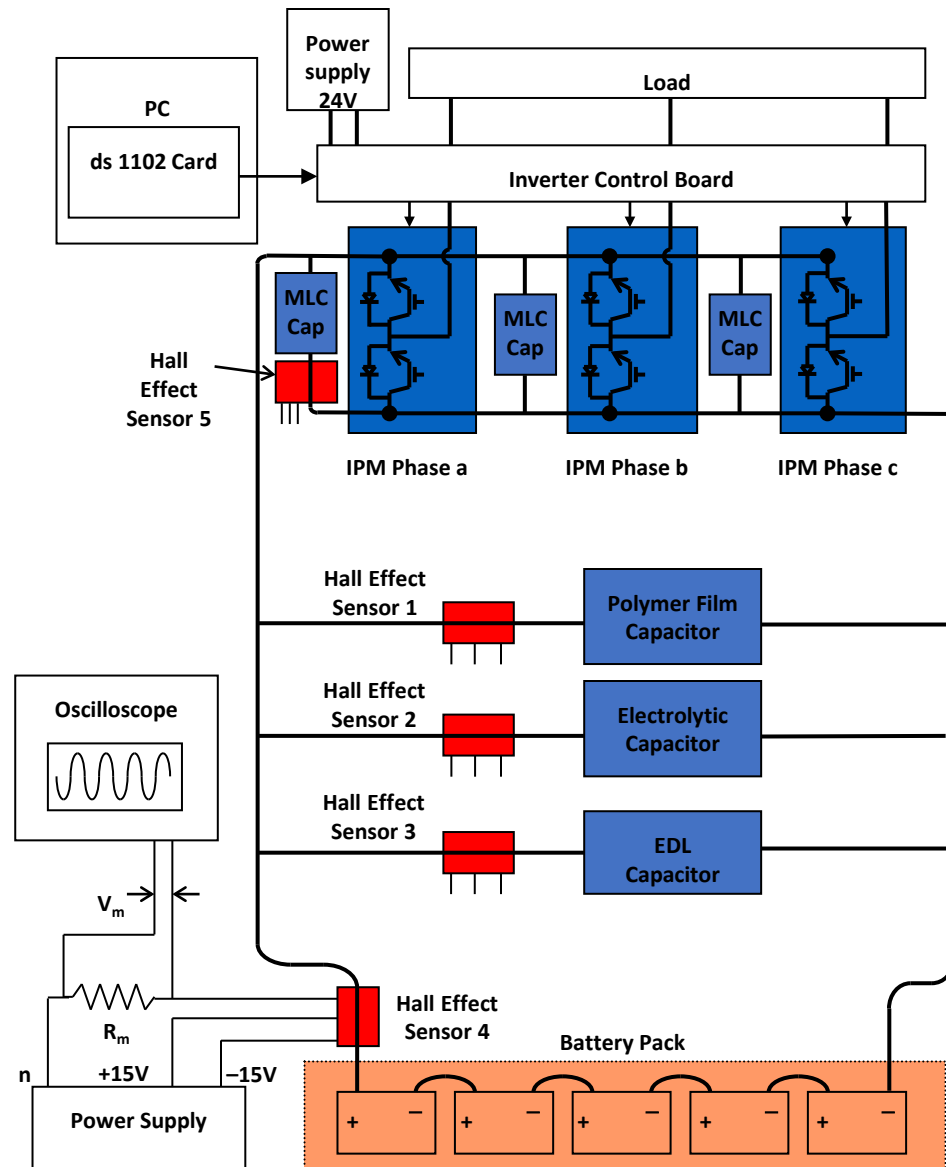 Power
supply
24V
Load
PC
ds 1102 Card
Inverter Control Board
MLC
Cap
MLC
Cap
MLC
Cap
Hall
Effect
Sensor 5
IPM Phase a
IPM Phase b
IPM Phase c
Hall Effect
Sensor 1
Polymer Film
Capacitor
Oscilloscope
Hall Effect
Sensor 2
Electrolytic
Capacitor
Hall Effect
Sensor 3
EDL
Capacitor
Vm
Rm
Hall Effect
Sensor 4
n
+15V
–15V
Power Supply
Battery Pack
+ – + – + – + – + –